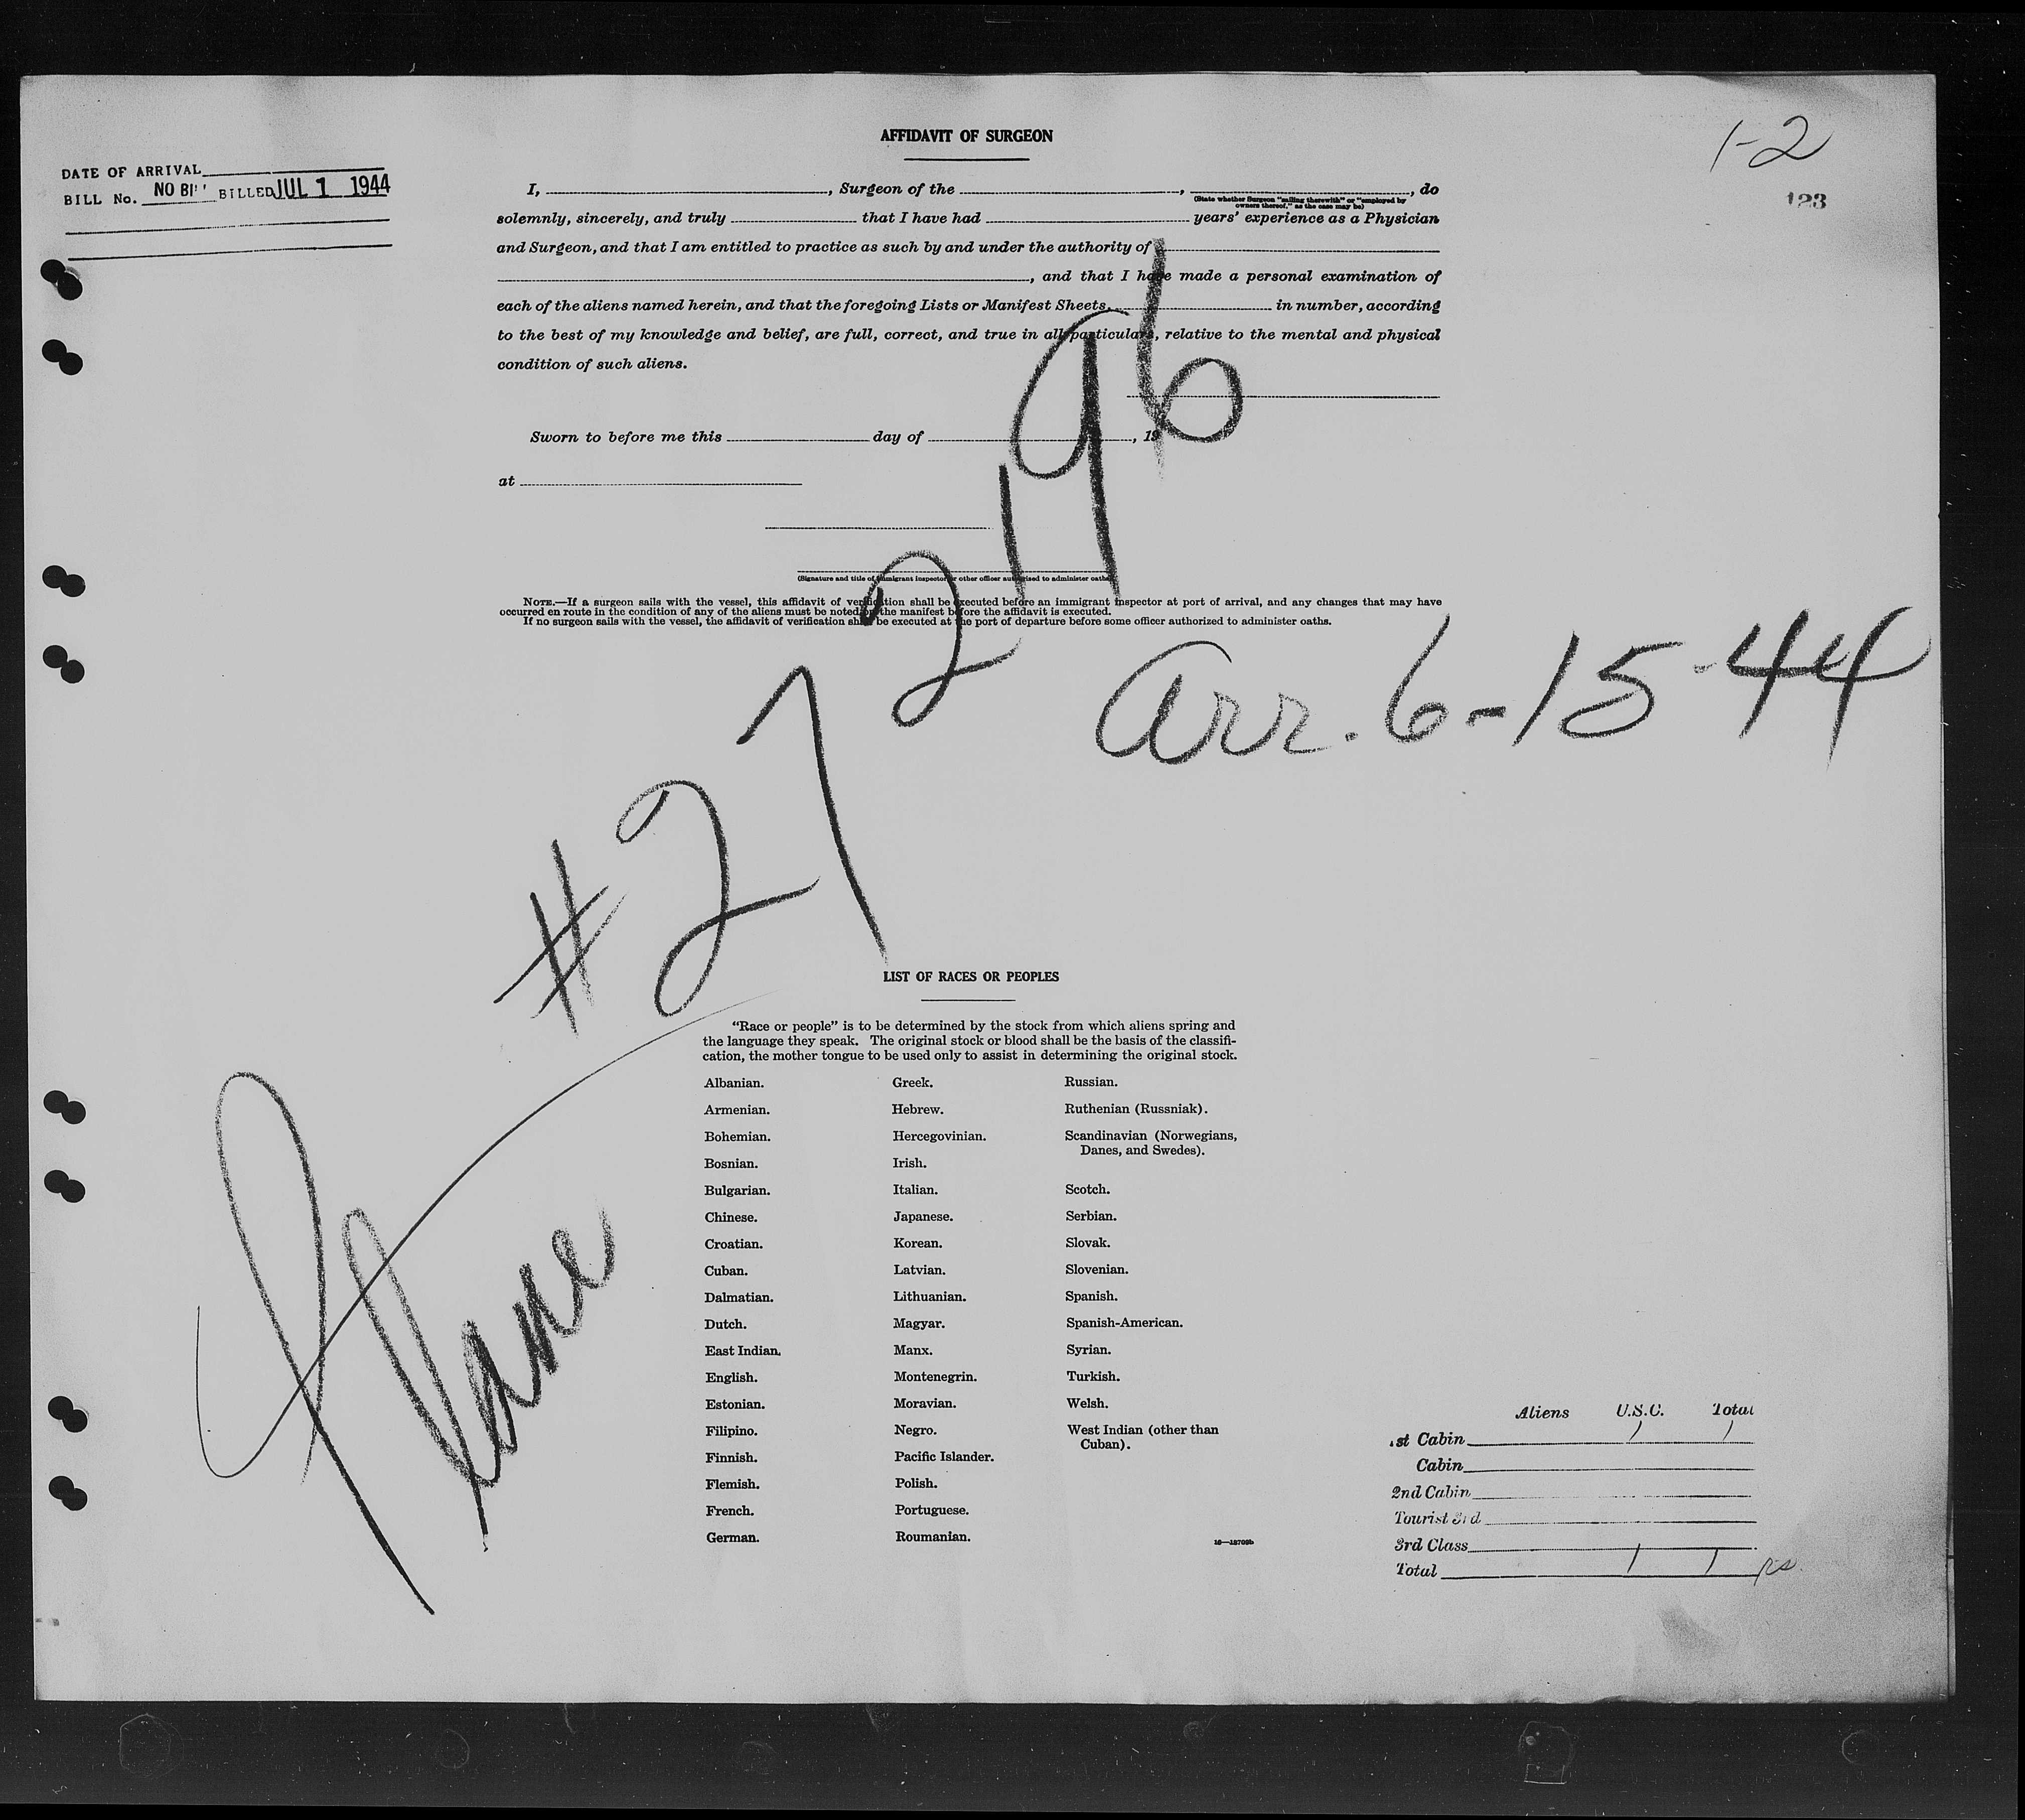 AFFIDAVIT OF SURGEON
1-2
123
DATE OF ARRIVAL
BILL No. NO BILL BILLED JUL 1 1944
I, , Surgeon of the , , do
(State whether Surgeon "sailing therewith" or "employed by
owners thereof," as the case may be)
solemnly, sincerely, and truly that I have had years' experience as a Physician
and Surgeon, and that I am entitled to practice as such by and under the authority of
, and that I have made a personal examination of
each of the aliens named herein, and that the foregoing Lists or Manifest Sheets, in number, according
to the best of my knowledge and belief, are full, correct, and true in all particulars, relative to the mental and physical
condition of such aliens.
Sworn to before me this day of , 19
at
(Signature and title of immigrant inspector or other officer authorized to administer oaths)
NOTE.—If a surgeon sails with the vessel, this affidavit of verification shall be executed before an immigrant inspector at port of arrival, and any changes that may have
occurred en route in the condition of any of the aliens must be noted on the manifest before the affidavit is executed.
If no surgeon sails with the vessel, the affidavit of verification shall be executed at the port of departure before some officer authorized to administer oaths.
Plane #272196
arr. 6-15-44
LIST OF RACES OR PEOPLES
"Race or people" is to be determined by the stock from which aliens spring and
the language they speak. The original stock or blood shall be the basis of the classifi-
cation, the mother tongue to be used only to assist in determining the original stock.
Albanian.
Armenian.
Bohemian.
Bosnian.
Bulgarian.
Chinese.
Croatian.
Cuban.
Dalmatian.
Dutch.
East Indian.
English.
Estonian.
Filipino.
Finnish.
Flemish.
French.
German.
Greek.
Hebrew.
Hercegovinian.
Irish.
Italian.
Japanese.
Korean.
Latvian.
Lithuanian.
Magyar.
Manx.
Montenegrin.
Moravian.
Negro.
Pacific Islander.
Polish.
Portuguese.
Roumanian.
Russian.
Ruthenian (Russniak).
Scandinavian (Norwegians,
Danes, and Swedes).
Scotch.
Serbian.
Slovak.
Slovenian.
Spanish.
Spanish-American.
Syrian.
Turkish.
Welsh.
West Indian (other than
Cuban).
Aliens U.S.C. Total
1st Cabin 1 1
Cabin
2nd Cabin
Tourist 3rd
3rd Class
Total 1 1